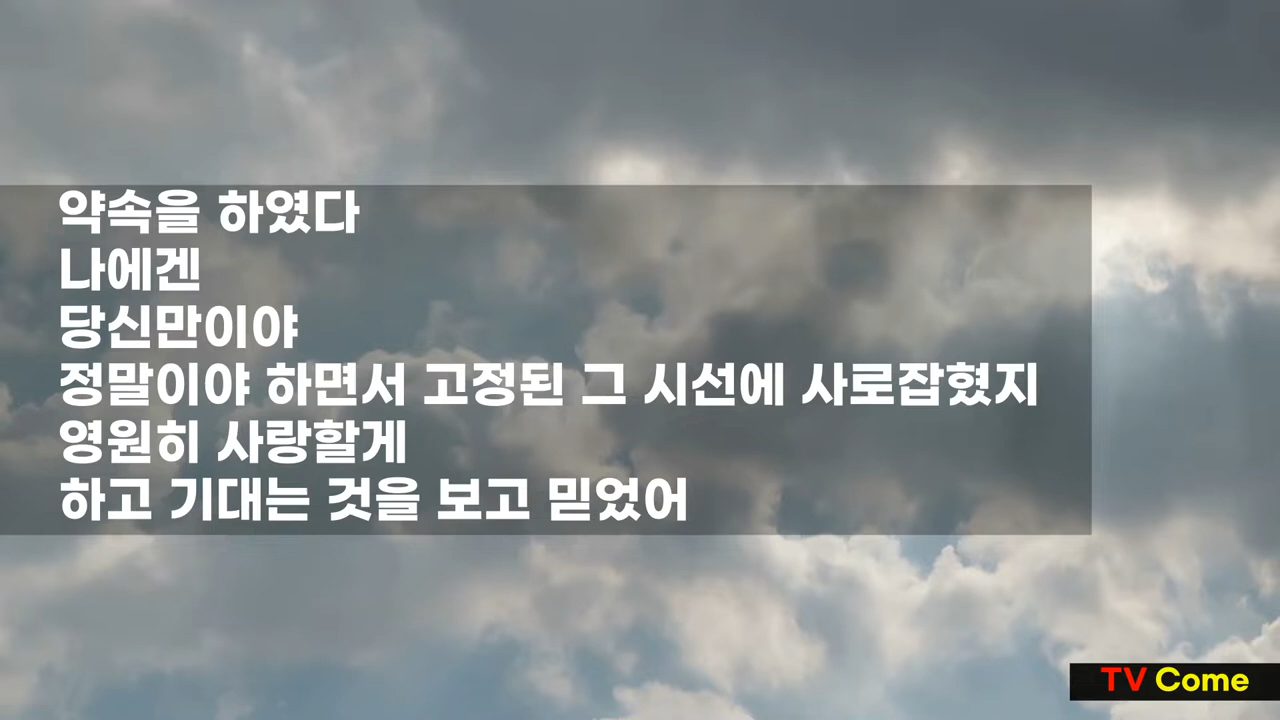 약속을 하였다
나에겐
당신만이야
정말이야 하면서 고정된 그 시선에 사로잡혔지
영원히 사랑할게
하고 기대는 것을 보고 믿었어
TV Come